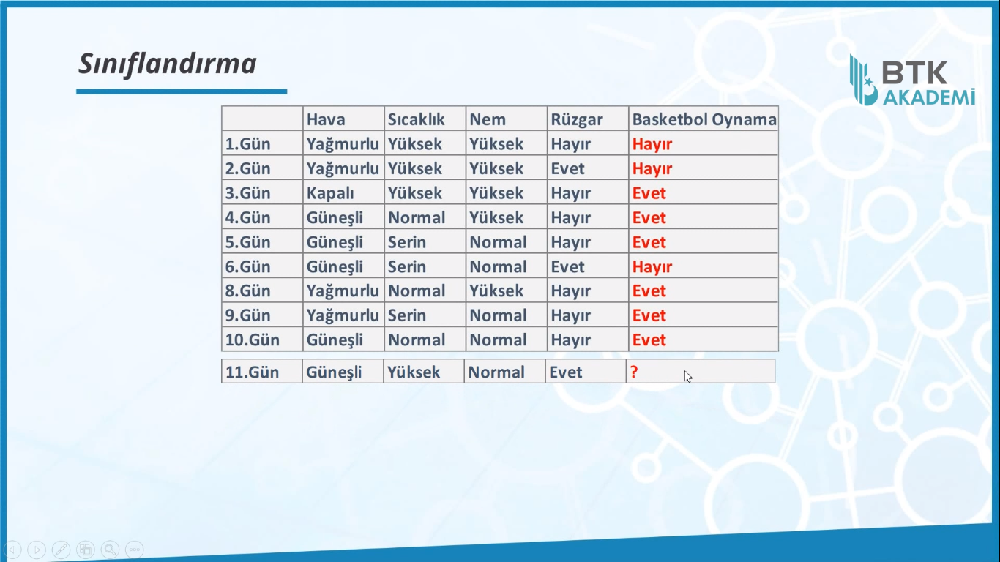 Sınıflandırma
BTK
AKADEMİ
Hava Sıcaklık Nem Rüzgar Basketbol Oynama
1.Gün Yağmurlu Yüksek Yüksek Hayır Hayır
2.Gün Yağmurlu Yüksek Yüksek Evet Hayır
3.Gün Kapalı Yüksek Yüksek Hayır Evet
4.Gün Güneşli Normal Yüksek Hayır Evet
5.Gün Güneşli Serin Normal Hayır Evet
6.Gün Güneşli Serin Normal Evet Hayır
8.Gün Yağmurlu Normal Yüksek Hayır Evet
9.Gün Yağmurlu Serin Normal Hayır Evet
10.Gün Güneşli Normal Normal Hayır Evet
11.Gün Güneşli Yüksek Normal Evet ?